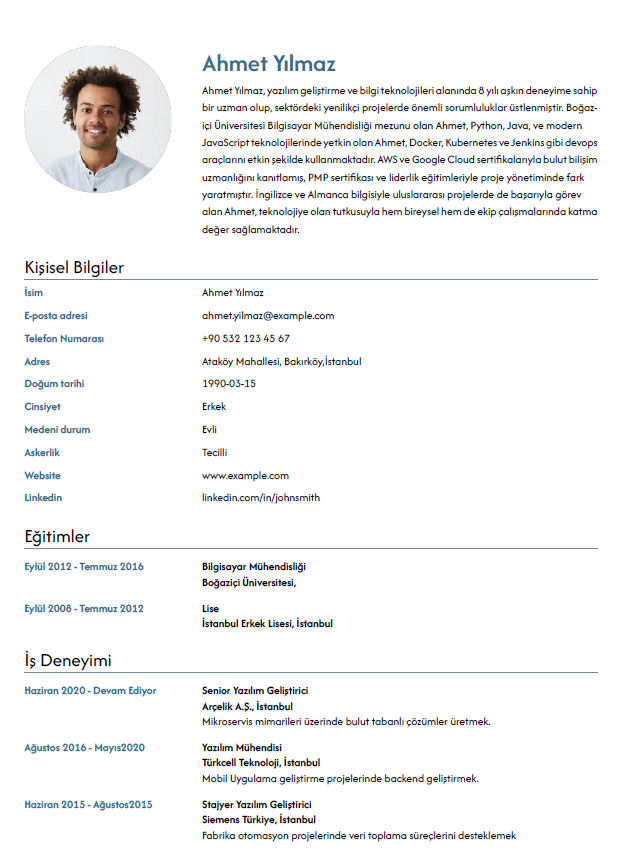 Ahmet Yılmaz
Ahmet Yılmaz, yazılım geliştirme ve bilgi teknolojileri alanında 8 yılı aşkın deneyime sahip
bir uzman olup, sektördeki yenilikçi projelerde önemli sorumluluklar üstlenmiştir. Boğaz-
içi Üniversitesi Bilgisayar Mühendisliği mezunu olan Ahmet, Python, Java, ve modern
JavaScript teknolojilerinde yetkin olan Ahmet, Docker, Kubernetes ve Jenkins gibi devops
araçlarını etkin şekilde kullanmaktadır. AWS ve Google Cloud sertifikalarıyla bulut bilişim
uzmanlığını kanıtlamış, PMP sertifikası ve liderlik eğitimleriyle proje yönetiminde fark
yaratmıştır. İngilizce ve Almanca bilgisiyle uluslararası projelerde de başarıyla görev
alan Ahmet, teknolojiye olan tutkusuyla hem bireysel hem de ekip çalışmalarında katma
değer sağlamaktadır.
Kişisel Bilgiler
İsim Ahmet Yılmaz
E-posta adresi ahmet.yilmaz@example.com
Telefon Numarası +90 532 123 45 67
Adres Ataköy Mahallesi, Bakırköy,İstanbul
Doğum tarihi 1990-03-15
Cinsiyet Erkek
Medeni durum Evli
Askerlik Tecilli
Website www.example.com
Linkedin linkedin.com/in/johnsmith
Eğitimler
Eylül 2012 - Temmuz 2016 Bilgisayar Mühendisliği
Boğaziçi Üniversitesi,
Eylül 2008 - Temmuz 2012 Lise
İstanbul Erkek Lisesi, İstanbul
İş Deneyimi
Haziran 2020 - Devam Ediyor Senior Yazılım Geliştirici
Arçelik A.Ş., İstanbul
Mikroservis mimarileri üzerinde bulut tabanlı çözümler üretmek.
Ağustos 2016 - Mayıs2020 Yazılım Mühendisi
Türkcell Teknoloji, İstanbul
Mobil Uygulama geliştirme projelerinde backend geliştirmek.
Haziran 2015 - Ağustos2015 Stajyer Yazılım Geliştirici
Siemens Türkiye, İstanbul
Fabrika otomasyon projelerinde veri toplama süreçlerini desteklemek